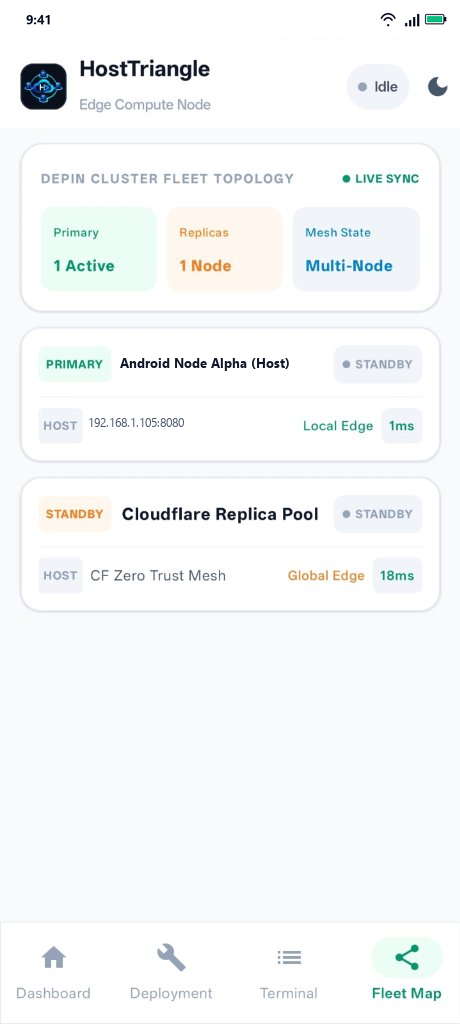 9:41
HostTriangle
Edge Compute Node
Idle
DEPIN CLUSTER FLEET TOPOLOGY
LIVE SYNC
Primary
1 Active
Replicas
1 Node
Mesh State
Multi-Node
PRIMARY
Android Node Alpha (Host)
STANDBY
HOST
192.168.1.105:8080
Local Edge
1ms
STANDBY
Cloudflare Replica Pool
STANDBY
HOST
CF Zero Trust Mesh
Global Edge
18ms
Dashboard
Deployment
Terminal
Fleet Map